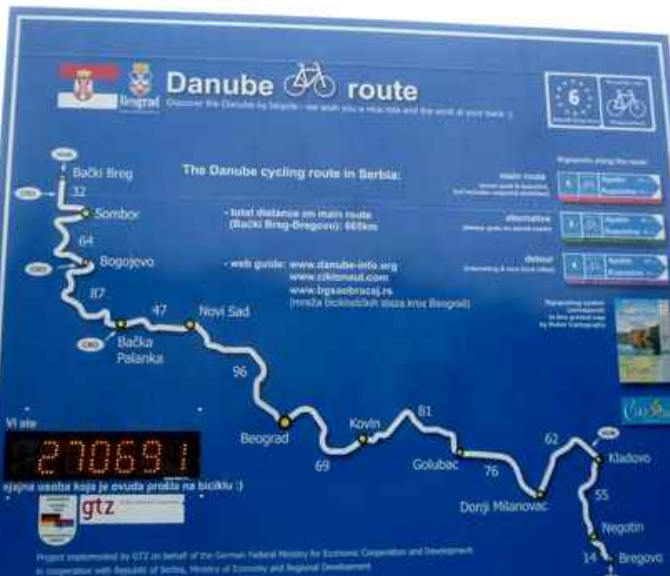 Danube route
Discover the Danube by bicycle - we wish you a nice ride and the wind at your back :)
Beograd
6
The Danube cycling route in Serbia:
- total distance on main route
(Bački Breg-Bregovo): 665km
- web guide: www.danube-info.org
www.ciklonaut.com
www.bgsaobracaj.rs
(mreža biciklističkih staza kroz Beograd)
Signposts along the route
main route
alternative
detour
Bački Breg
32
Sombor
64
Bogojevo
87
47
Novi Sad
Bačka
Palanka
96
Beograd
69
Kovin
81
Golubac
76
62
Donji Milanovac
Kladovo
55
Negotin
14
Bregovo
Vi ste
270691
osoba koja je ovuda prošla na biciklu :)
gtz
Project implemented by GTZ on behalf of the German Federal Ministry for Economic Cooperation and Development
in cooperation with Republic of Serbia, Ministry of Economy and Regional Development